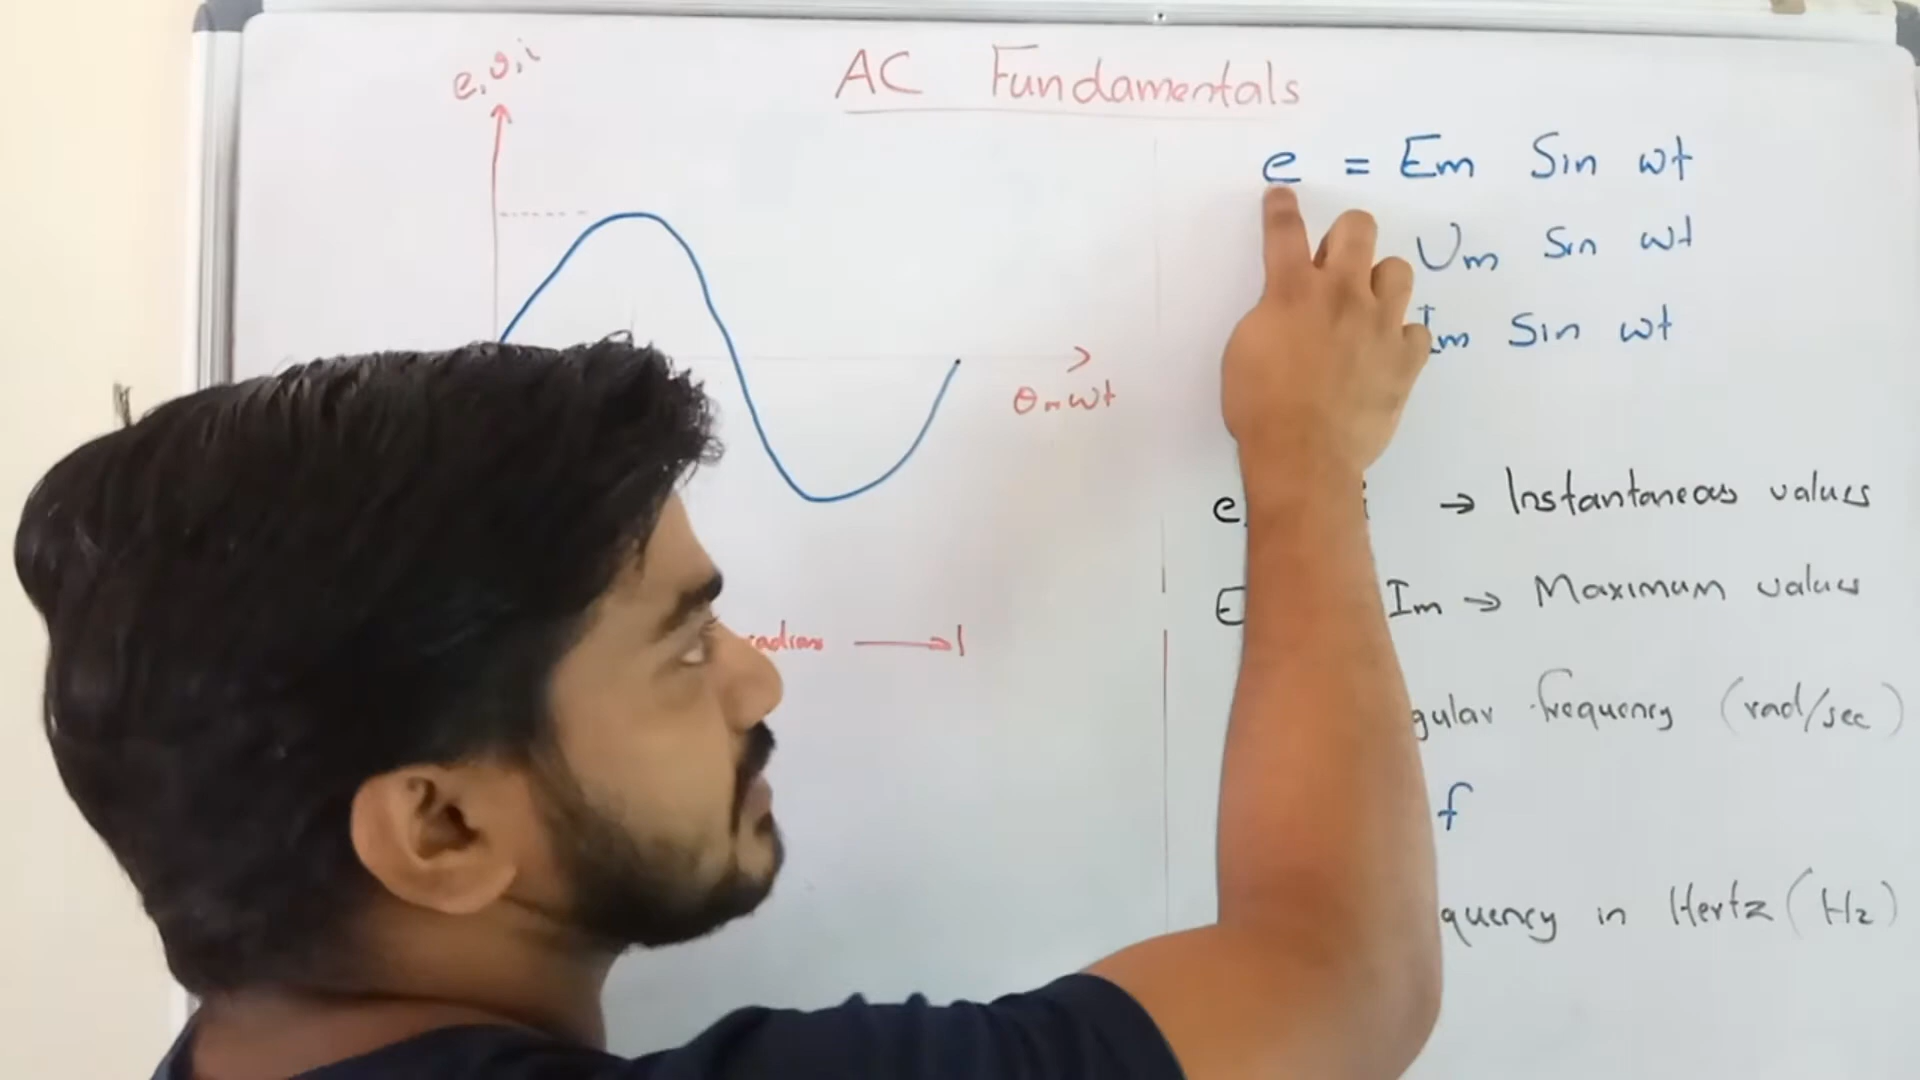 AC Fundamentals
e, v, i
e = Em Sin wt
Vm Sin wt
Im Sin wt
θ = wt
e i → Instantaneous values
E Im → Maximum values
radians →
gular frequency (rad/sec)
f
quency in Hertz (Hz)